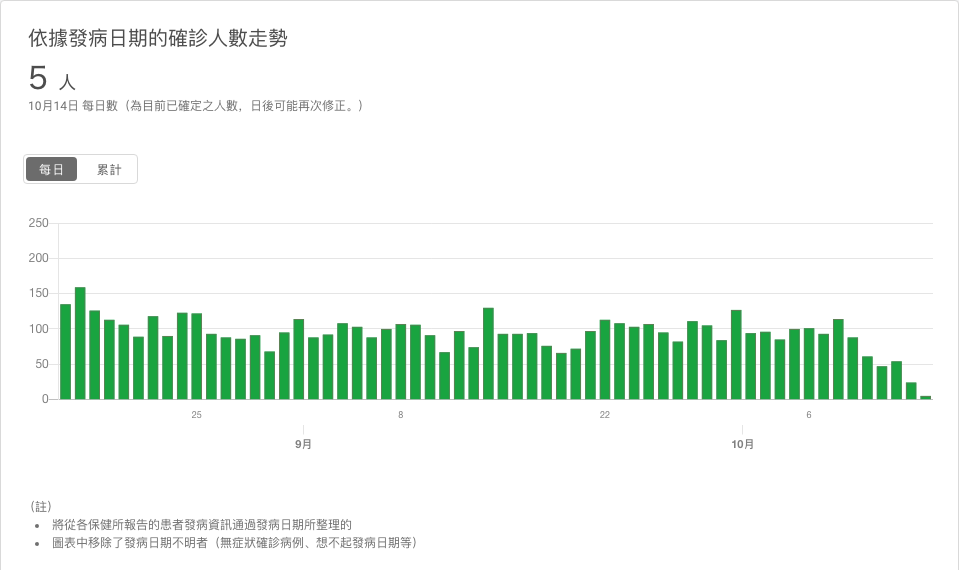 依據發病日期的確診人數走勢
5 人
10月14日 每日數（為目前已確定之人數，日後可能再次修正。）
每日 累計
250
200
150
100
50
0
25 8 22 6
9月 10月
（註）
• 將從各保健所報告的患者發病資訊通過發病日期所整理的
• 圖表中移除了發病日期不明者（無症狀確診病例、想不起發病日期等）